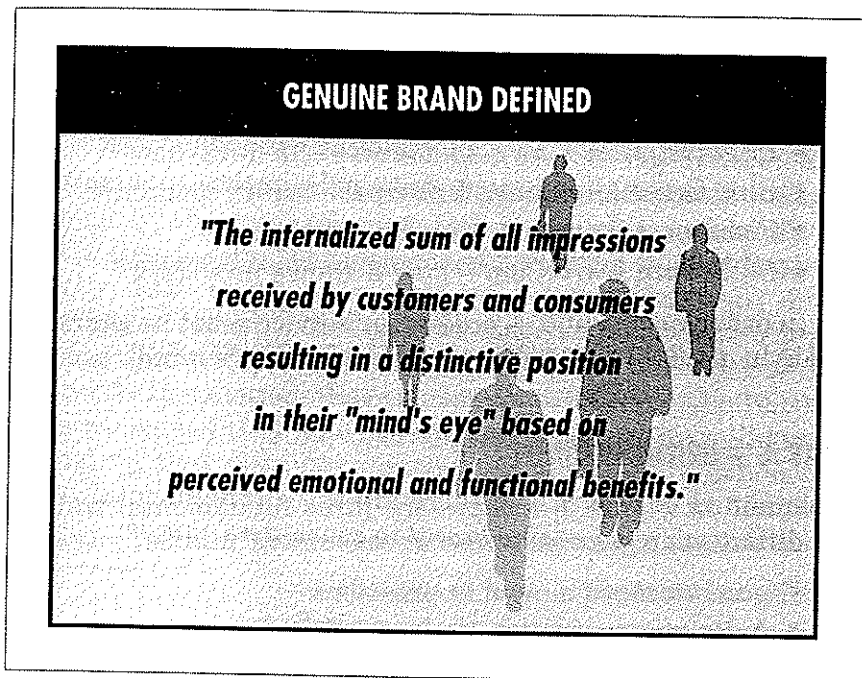 GENUINE BRAND DEFINED
"The internalized sum of all impressions
received by customers and consumers
resulting in a distinctive position
in their "mind's eye" based on
perceived emotional and functional benefits."